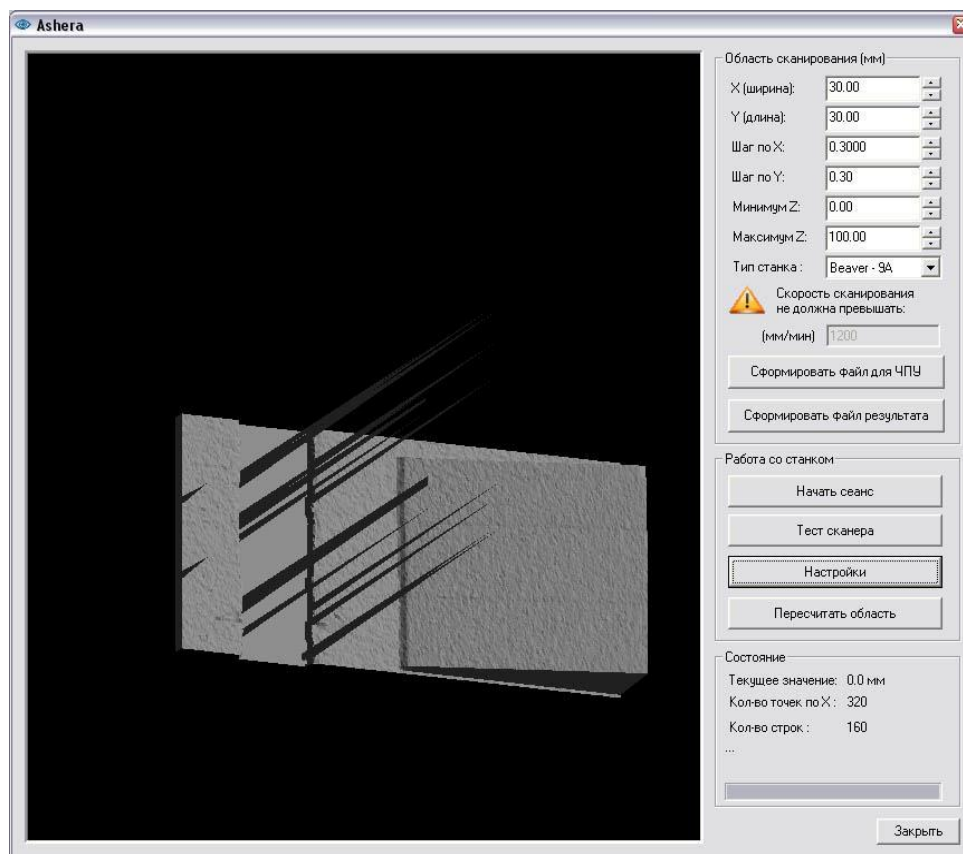 Ashera
Область сканирования (мм)
X (ширина): 30.00
Y (длина): 30.00
Шаг по X: 0.3000
Шаг по Y: 0.30
Минимум Z: 0.00
Максимум Z: 100.00
Тип станка : Beaver - 9A
Скорость сканирования
не должна превышать:
(мм/мин) 1200
Сформировать файл для ЧПУ
Сформировать файл результата
Работа со станком
Начать сеанс
Тест сканера
Настройки
Пересчитать область
Состояние
Текущее значение: 0.0 мм
Кол-во точек по X : 320
Кол-во строк : 160
...
Закрыть